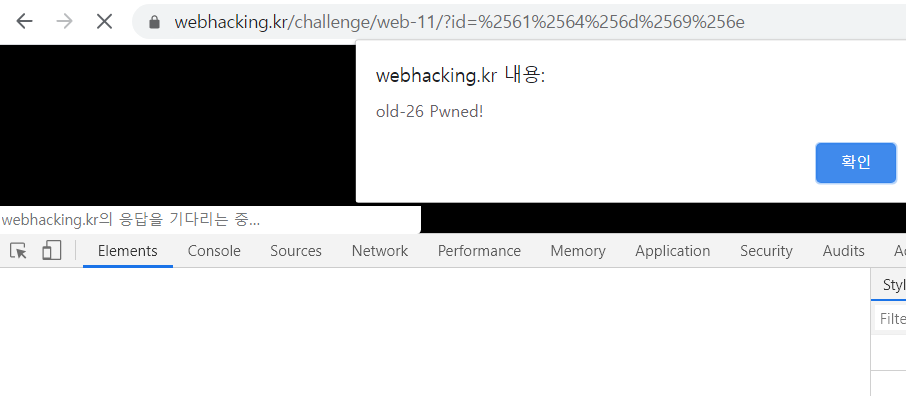 webhacking.kr/challenge/web-11/?id=%2561%2564%256d%2569%256e
webhacking.kr 내용:
old-26 Pwned!
확인
webhacking.kr의 응답을 기다리는 중...
Elements Console Sources Network Performance Memory Application Security Audits
Styl
Filte